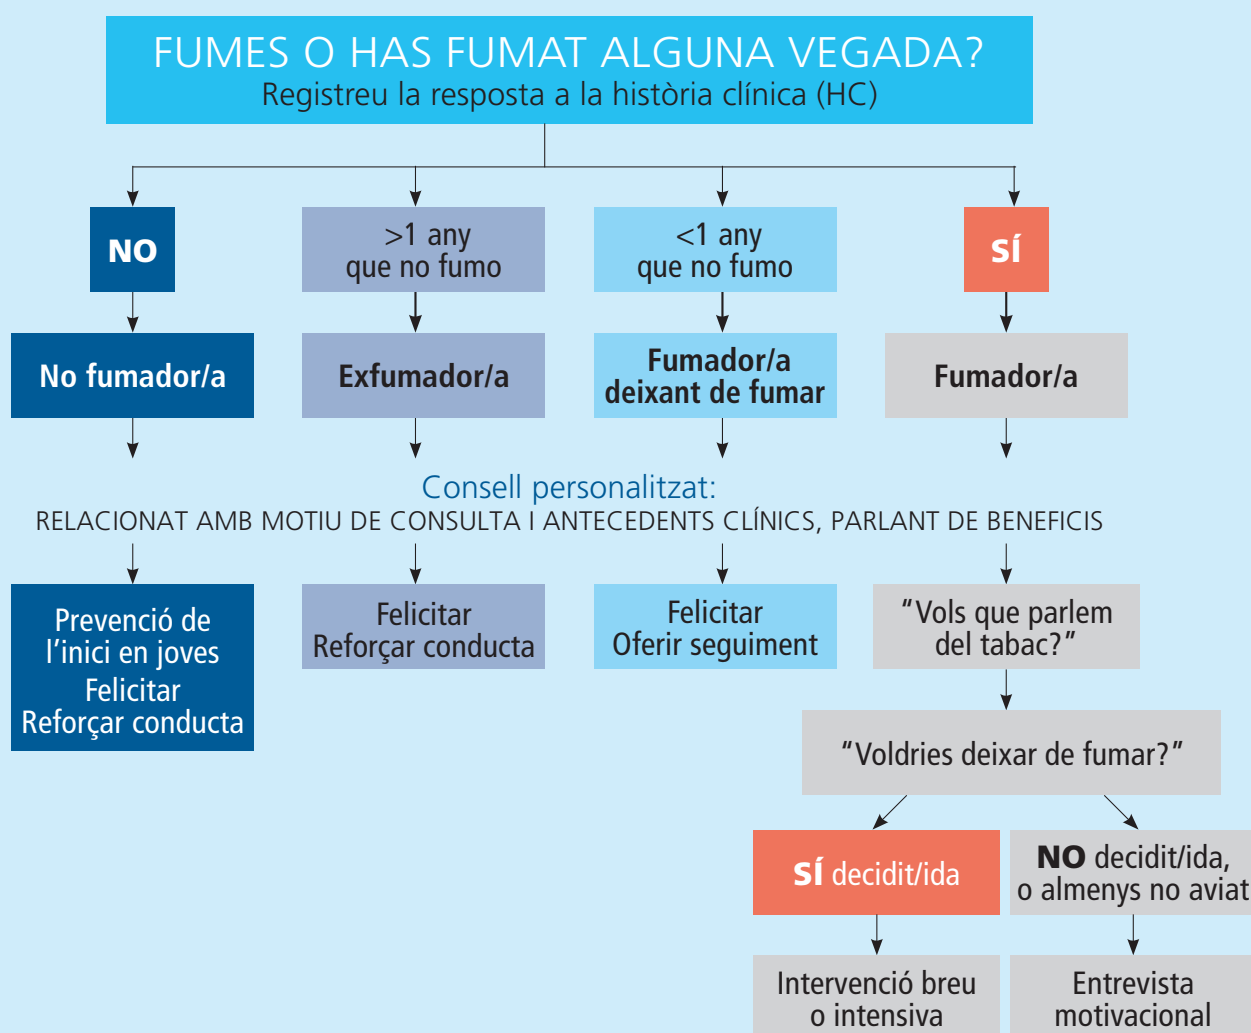 FUMES O HAS FUMAT ALGUNA VEGADA?
Registreu la resposta a la història clínica (HC)
NO
>1 any
que no fumo
<1 any
que no fumo
SÍ
No fumador/a
Exfumador/a
Fumador/a
deixant de fumar
Fumador/a
Consell personalitzat:
RELACIONAT AMB MOTIU DE CONSULTA I ANTECEDENTS CLÍNICS, PARLANT DE BENEFICIS
Prevenció de
l'inici en joves
Felicitar
Reforçar conducta
Felicitar
Reforçar conducta
Felicitar
Oferir seguiment
"Vols que parlem
del tabac?"
"Voldries deixar de fumar?"
SÍ decidit/ida
NO decidit/ida,
o almenys no aviat
Intervenció breu
o intensiva
Entrevista
motivacional